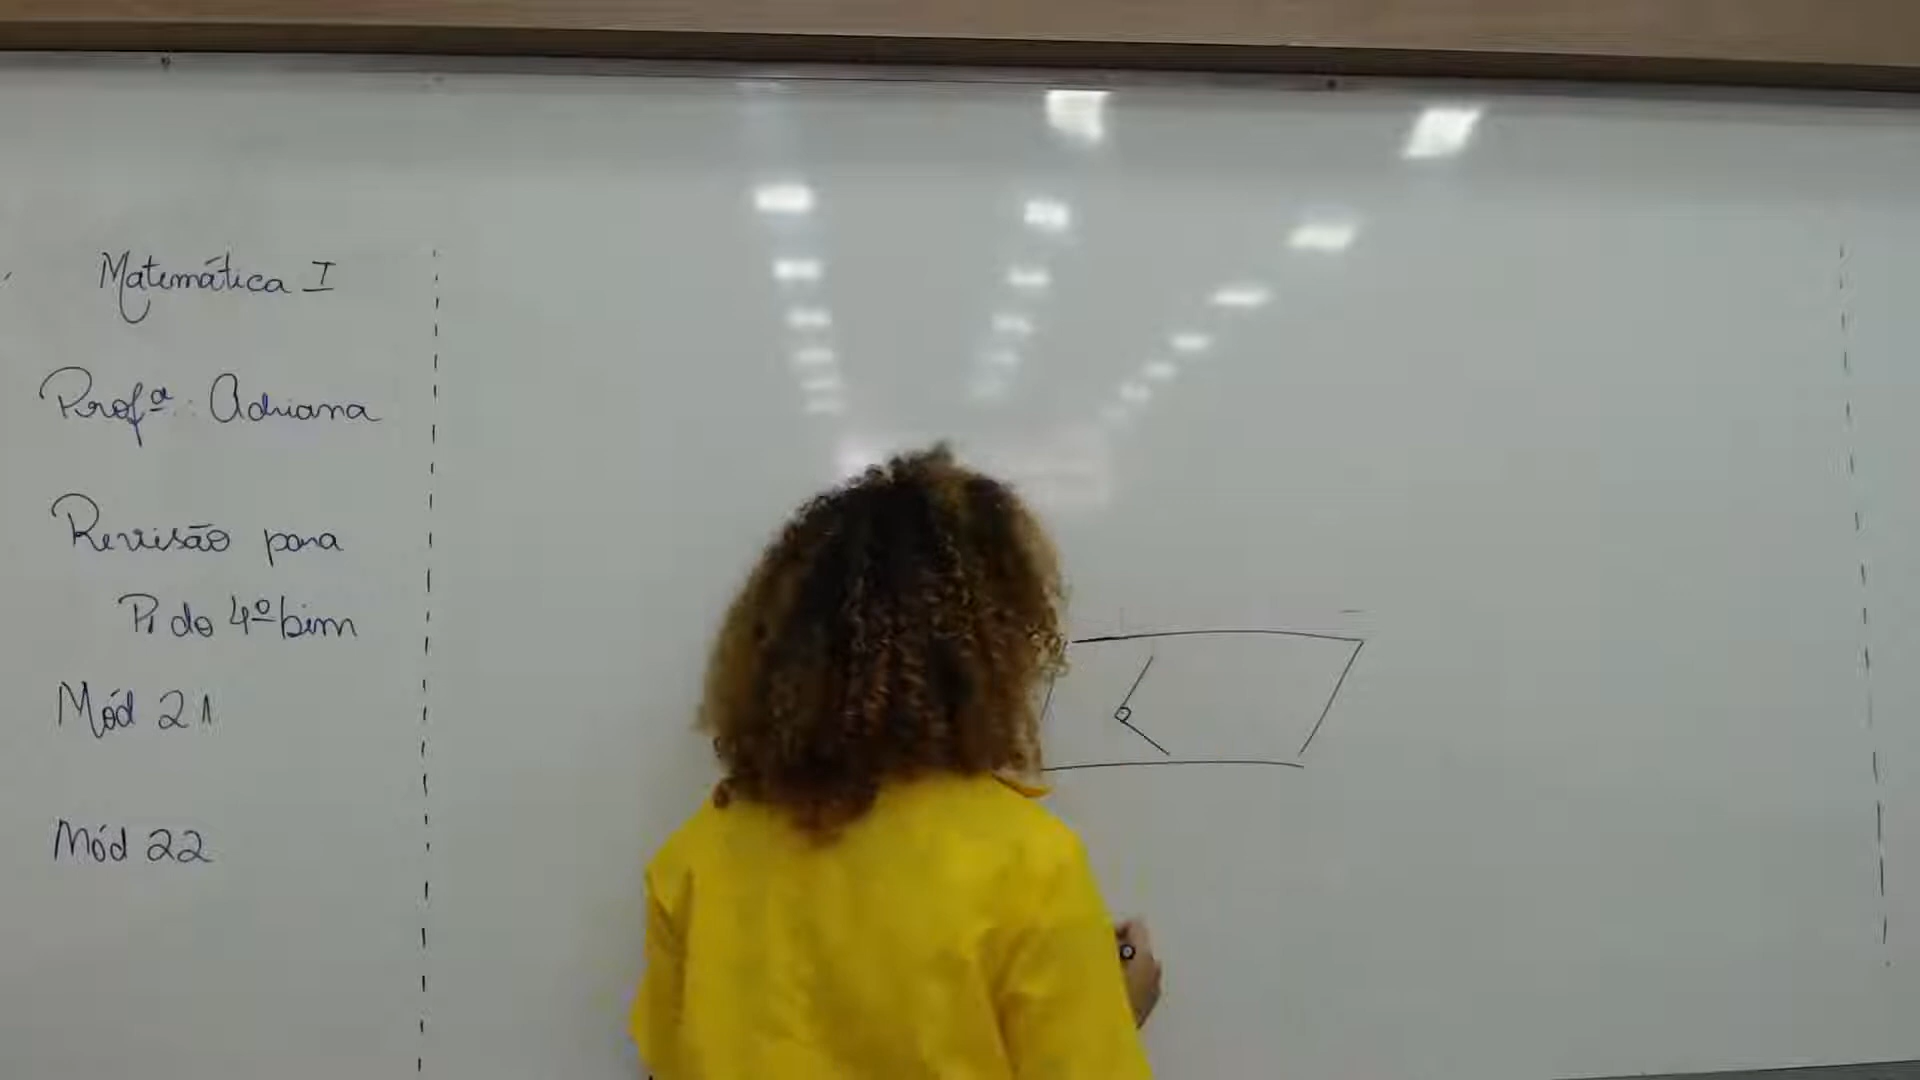 Matemática I
Profª: Adriana
Revisão para
P1 do 4º bim
Mód 21
Mód 22